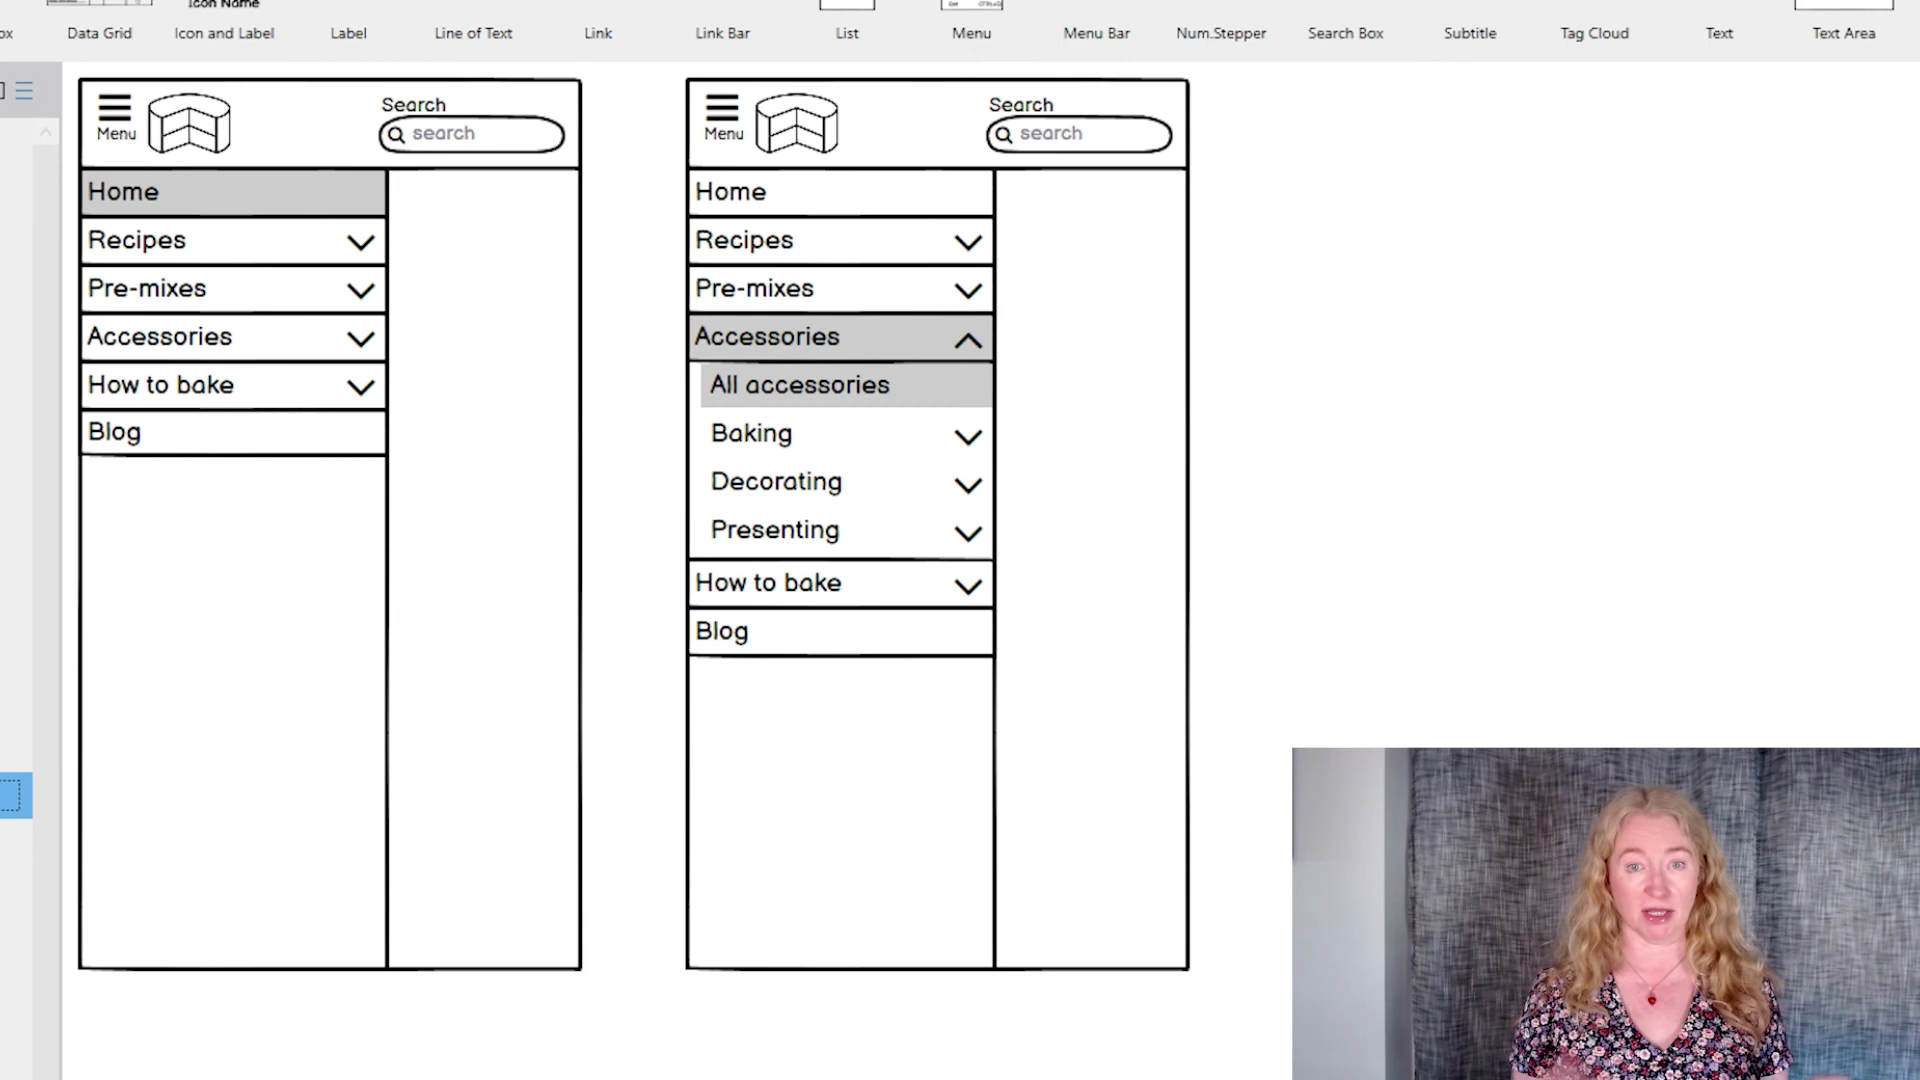 Icon Name
ox
Data Grid
Icon and Label
Label
Line of Text
Link
Link Bar
List
Menu
Menu Bar
Num.Stepper
Search Box
Subtitle
Tag Cloud
Text
Text Area
Menu
Search
search
Home
Recipes
Pre-mixes
Accessories
How to bake
Blog
Menu
Search
search
Home
Recipes
Pre-mixes
Accessories
All accessories
Baking
Decorating
Presenting
How to bake
Blog